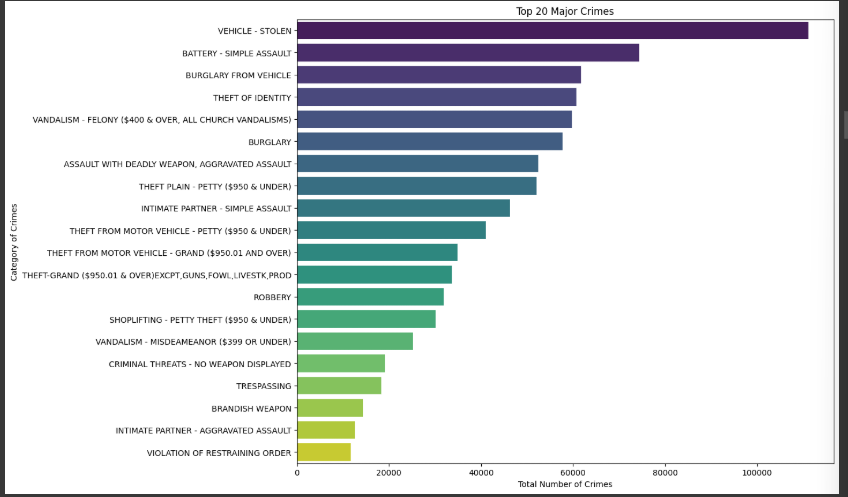 Top 20 Major Crimes
Category of Crimes
VEHICLE - STOLEN
BATTERY - SIMPLE ASSAULT
BURGLARY FROM VEHICLE
THEFT OF IDENTITY
VANDALISM - FELONY ($400 & OVER, ALL CHURCH VANDALISMS)
BURGLARY
ASSAULT WITH DEADLY WEAPON, AGGRAVATED ASSAULT
THEFT PLAIN - PETTY ($950 & UNDER)
INTIMATE PARTNER - SIMPLE ASSAULT
THEFT FROM MOTOR VEHICLE - PETTY ($950 & UNDER)
THEFT FROM MOTOR VEHICLE - GRAND ($950.01 AND OVER)
THEFT-GRAND ($950.01 & OVER)EXCPT,GUNS,FOWL,LIVESTK,PROD
ROBBERY
SHOPLIFTING - PETTY THEFT ($950 & UNDER)
VANDALISM - MISDEAMEANOR ($399 OR UNDER)
CRIMINAL THREATS - NO WEAPON DISPLAYED
TRESPASSING
BRANDISH WEAPON
INTIMATE PARTNER - AGGRAVATED ASSAULT
VIOLATION OF RESTRAINING ORDER
0 20000 40000 60000 80000 100000
Total Number of Crimes